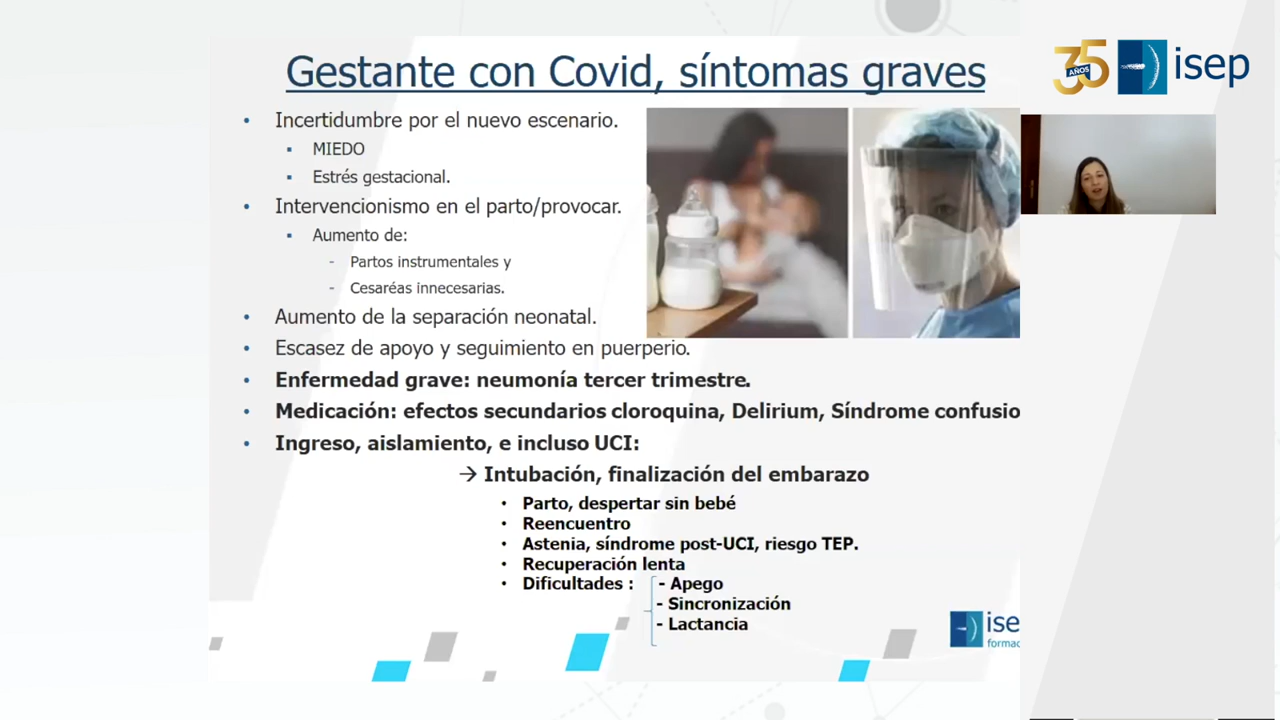 Gestante con Covid, síntomas graves
• Incertidumbre por el nuevo escenario.
▪ MIEDO
▪ Estrés gestacional.
• Intervencionismo en el parto/provocar.
▪ Aumento de:
- Partos instrumentales y
- Cesaréas innecesarias.
• Aumento de la separación neonatal.
• Escasez de apoyo y seguimiento en puerperio.
• Enfermedad grave: neumonía tercer trimestre.
• Medicación: efectos secundarios cloroquina, Delirium, Síndrome confusio
• Ingreso, aislamiento, e incluso UCI:
→ Intubación, finalización del embarazo
• Parto, despertar sin bebé
• Reencuentro
• Astenia, síndrome post-UCI, riesgo TEP.
• Recuperación lenta
• Dificultades : - Apego
- Sincronización
- Lactancia
35 AÑOS isep
isep
formac